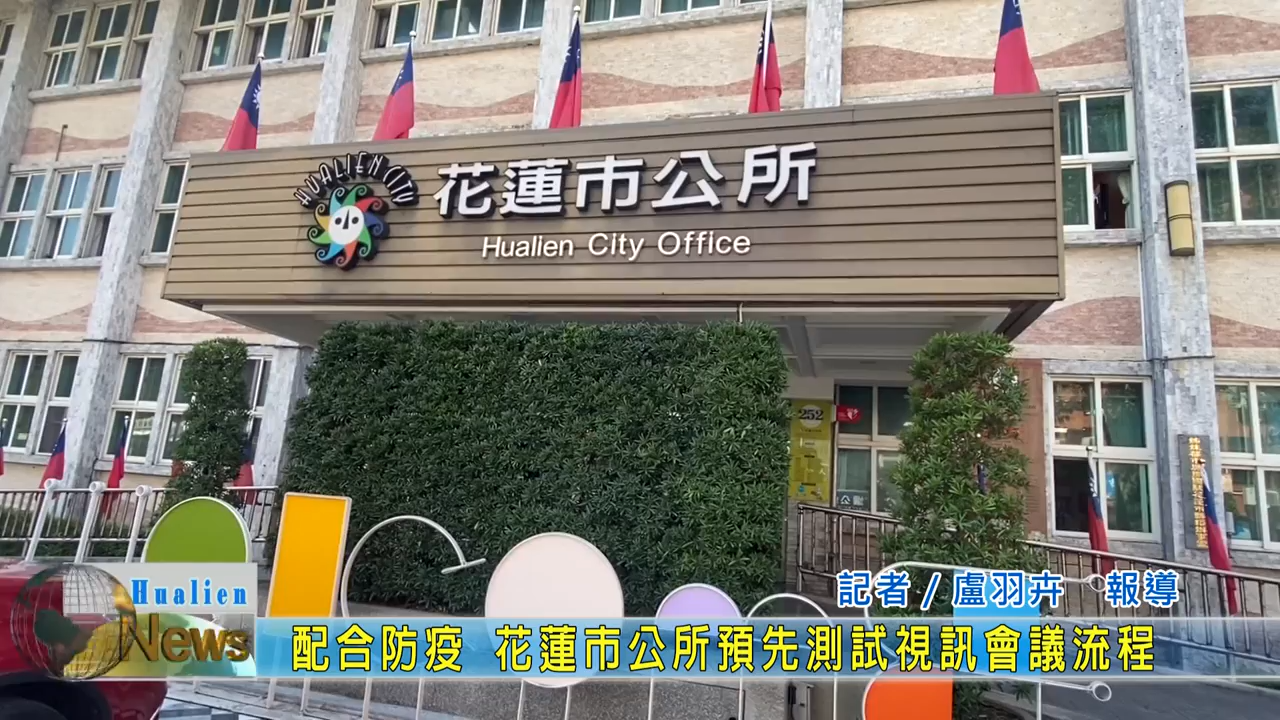 HUALIEN CITY
花蓮市公所
Hualien City Office
252
記者/盧羽卉 報導
Hualien
News
配合防疫 花蓮市公所預先測試視訊會議流程